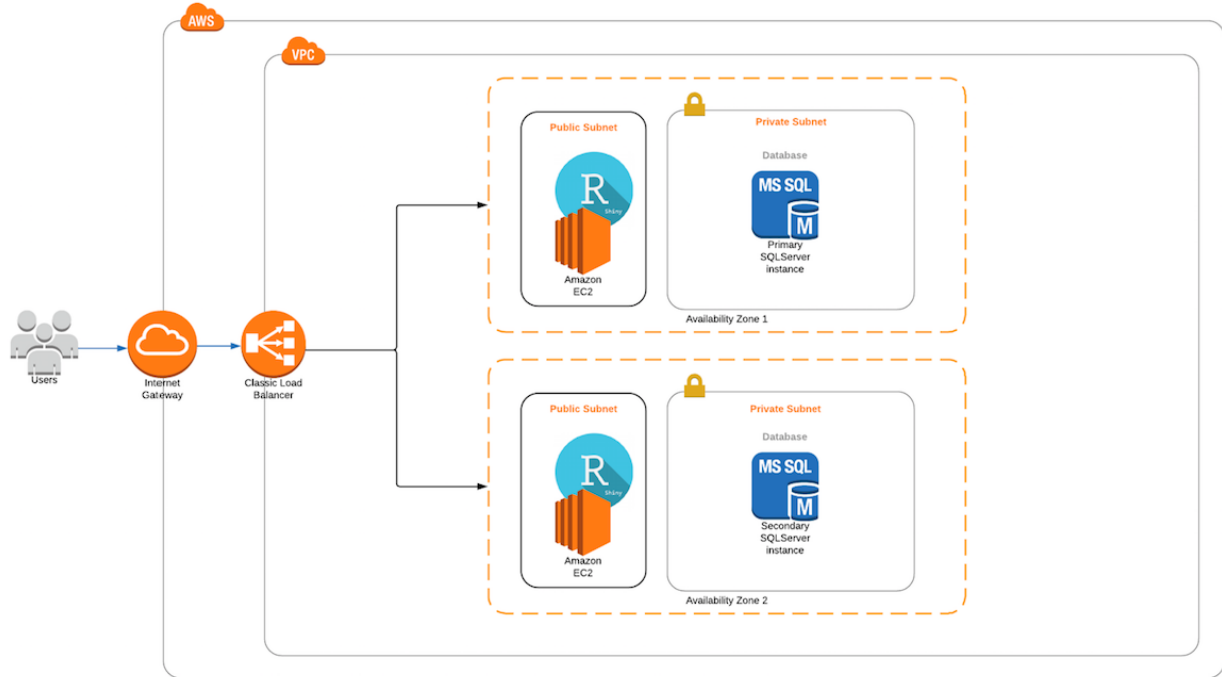 AWS
VPC
Public Subnet
R
Shiny
Amazon
EC2
Private Subnet
Database
MS SQL
M
Primary
SQLServer
instance
Availability Zone 1
Users
Internet
Gateway
Classic Load
Balancer
Public Subnet
R
Shiny
Amazon
EC2
Private Subnet
Database
MS SQL
M
Secondary
SQLServer
instance
Availability Zone 2